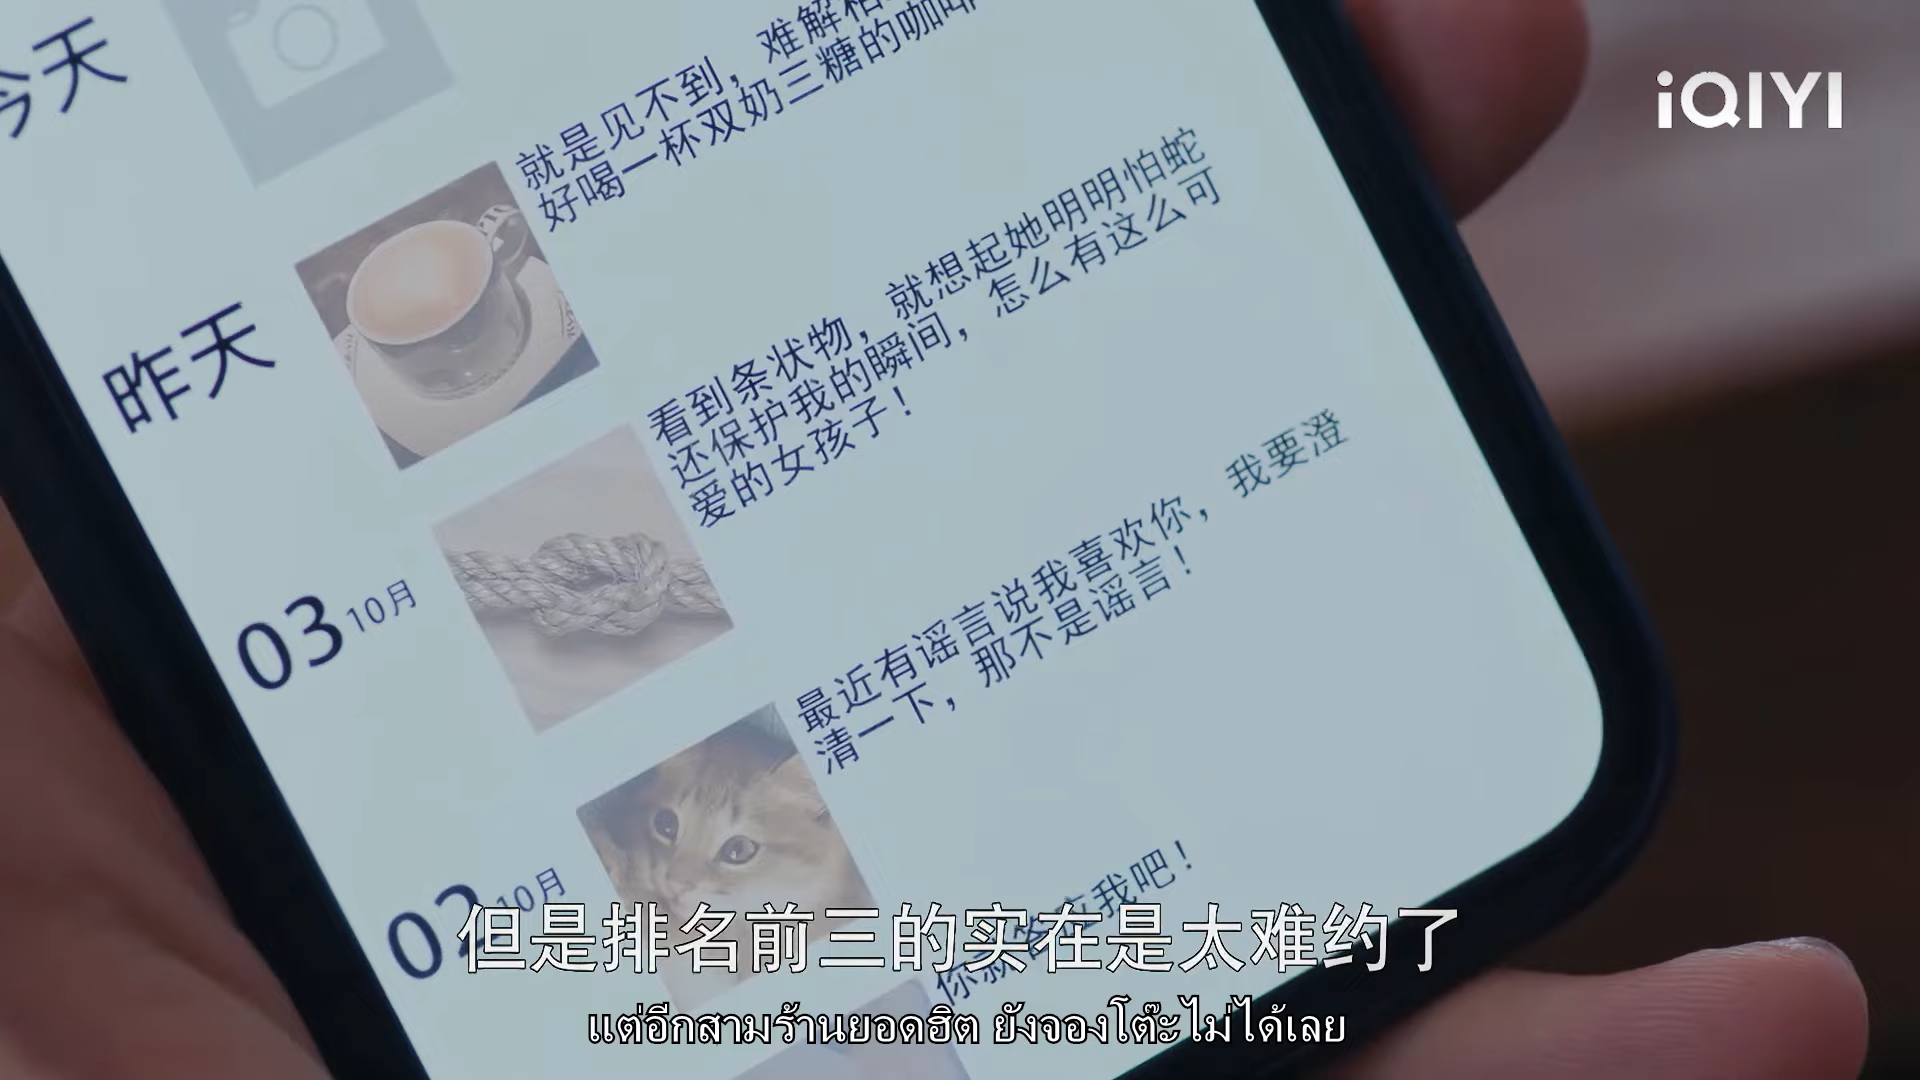 iQIYI
今天
就是见不到，难解相
好喝一杯双奶三糖的咖啡
昨天
看到条状物，就想起她明明怕蛇
还保护我的瞬间，怎么有这么可
爱的女孩子！
03 10月
最近有谣言说我喜欢你，我要澄
清一下，那不是谣言！
02 10月
你就答应我吧！
但是排名前三的实在是太难约了
แต่อีกสามร้านยอดฮิต ยังจองโต๊ะไม่ได้เลย